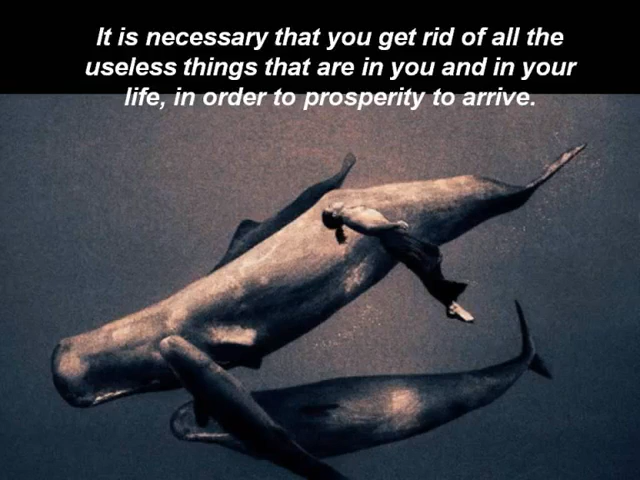 It is necessary that you get rid of all the
useless things that are in you and in your
life, in order to prosperity to arrive.